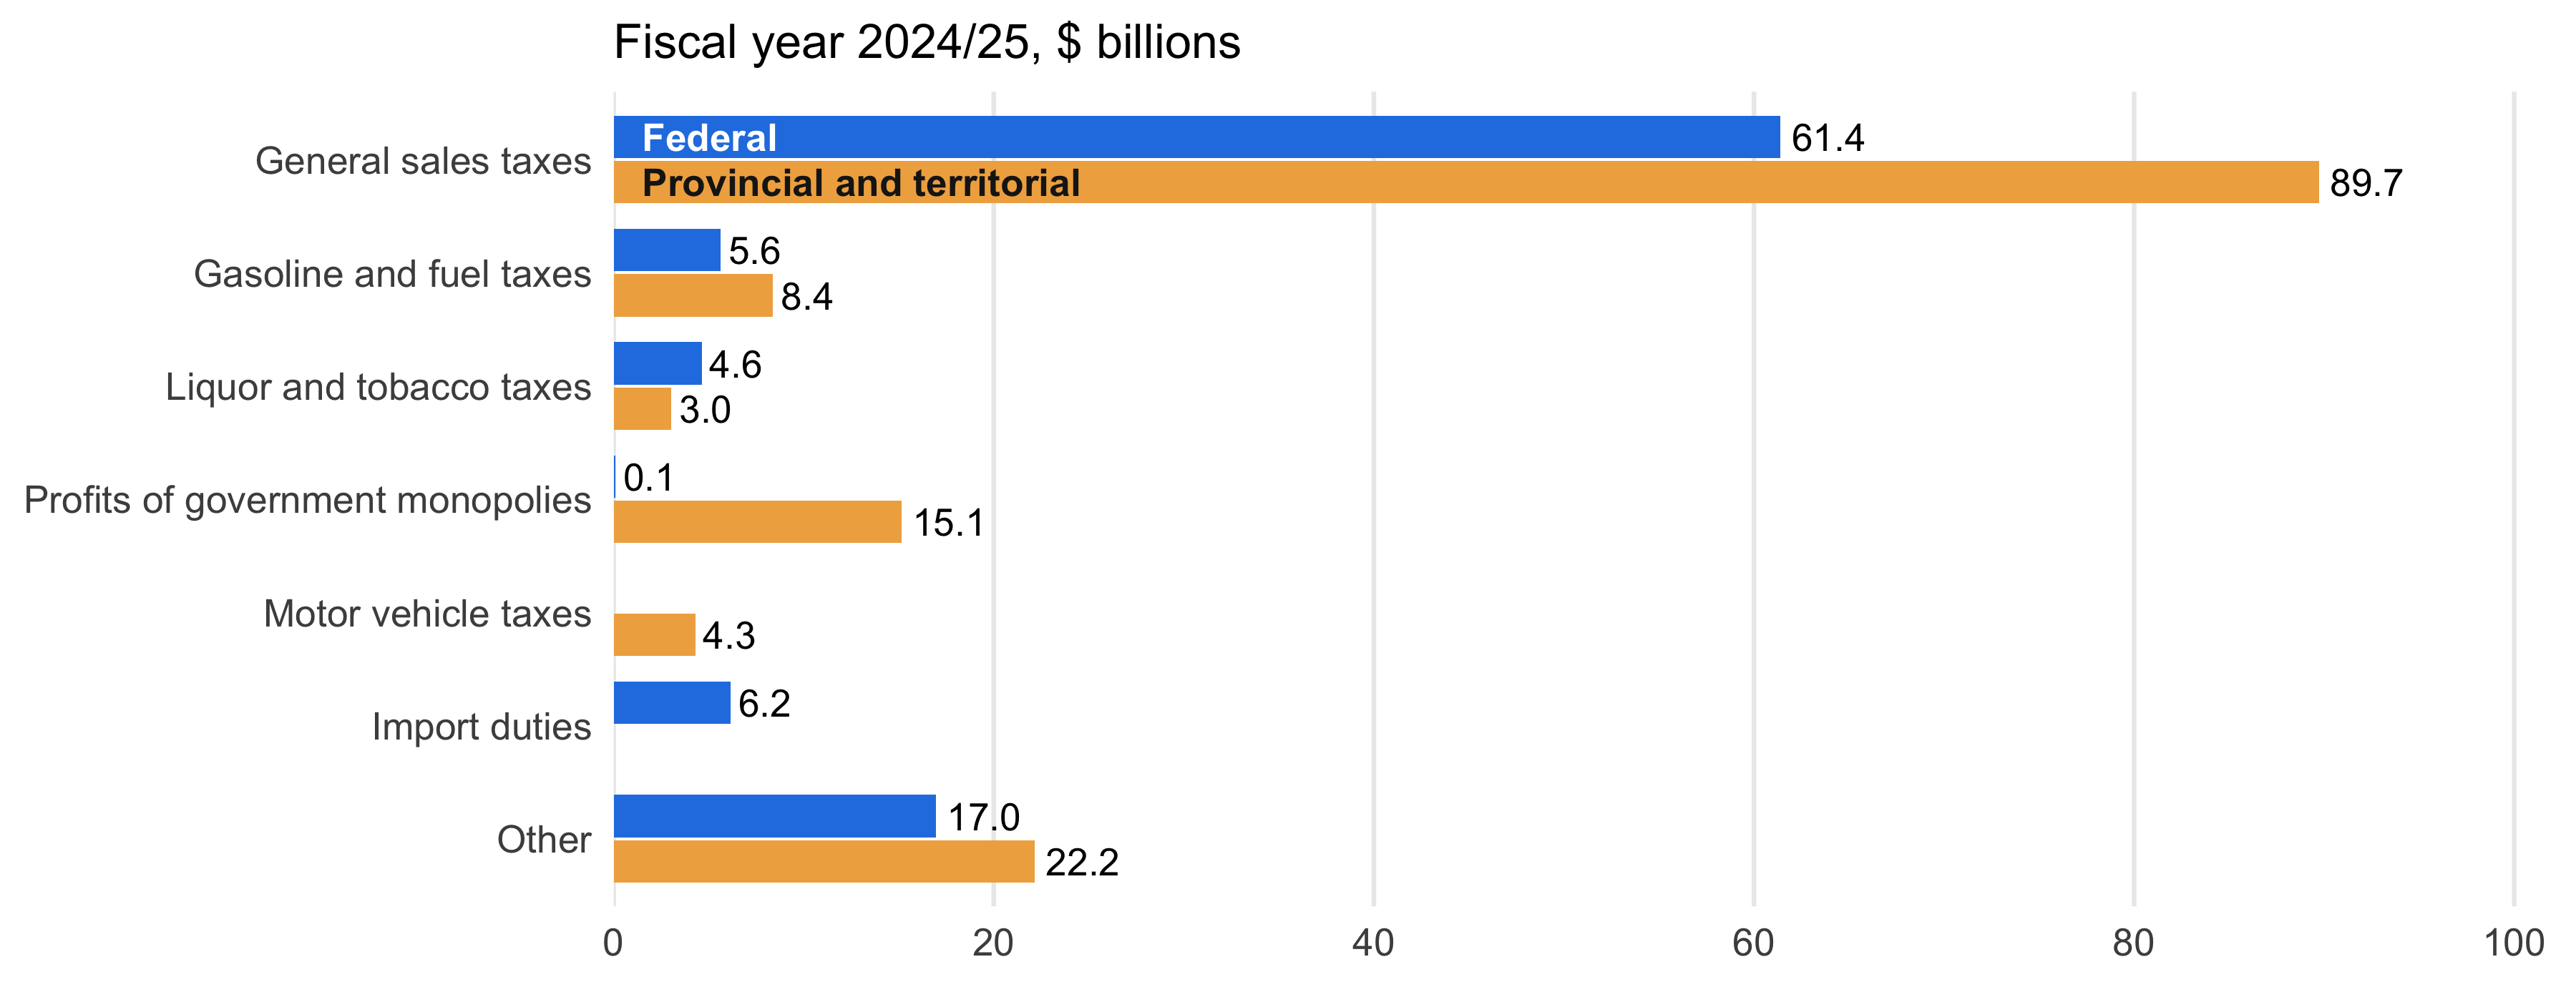 Fiscal year 2024/25, $ billions
General sales taxes
Federal 61.4
Provincial and territorial 89.7
Gasoline and fuel taxes
5.6
8.4
Liquor and tobacco taxes
4.6
3.0
Profits of government monopolies
0.1
15.1
Motor vehicle taxes
4.3
Import duties
6.2
Other
17.0
22.2
0 20 40 60 80 100